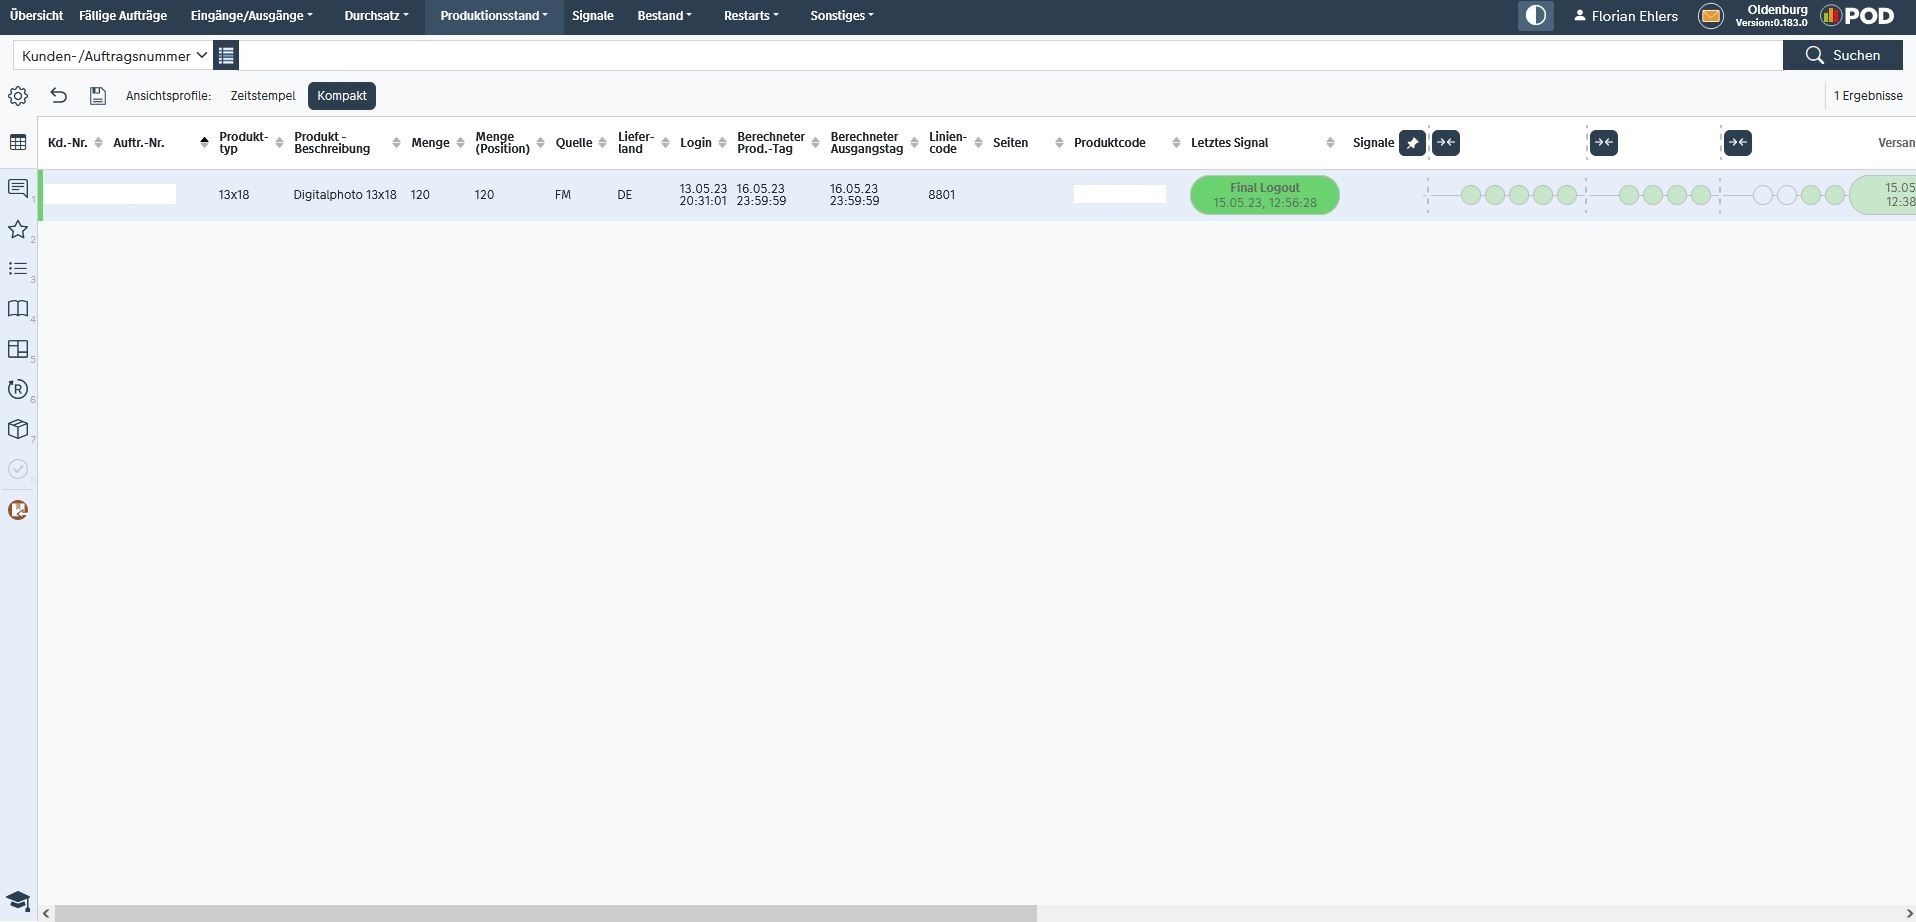 Übersicht Fällige Aufträge Eingänge/Ausgänge Durchsatz Produktionsstand Signale Bestand Restarts Sonstiges Florian Ehlers Oldenburg POD
Version:0.183.0
Kunden-/Auftragsnummer Suchen
Ansichtsprofile: Zeitstempel Kompakt 1 Ergebnisse
Kd.-Nr. Auftr.-Nr. Produkt-typ Produkt - Beschreibung Menge Menge (Position) Quelle Liefer-land Login Berechneter Prod.-Tag Berechneter Ausgangstag Linien-code Seiten Produktcode Letztes Signal Signale Versan
13x18 Digitalphoto 13x18 120 120 FM DE 13.05.23 20:31:01 16.05.23 23:59:59 16.05.23 23:59:59 8801 Final Logout 15.05.23, 12:56:28 15.05 12:38
1
2
3
4
5
R
6
7